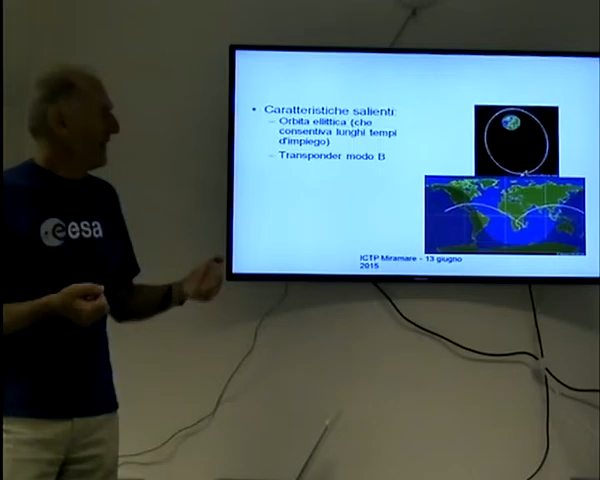 • Caratteristiche salienti:
– Orbita ellittica (che
consentiva lunghi tempi
d'impiego)
– Transponder modo B
ICTP Miramare - 13 giugno
2015
esa